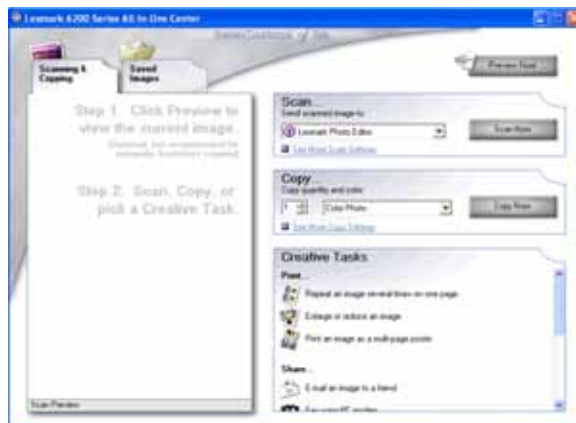 Lexmark 6200 Series All-In-One Center
Scanning &
Copying
Saved
Images
Preview Now
Step 1. Click Preview to
view the current image.
Step 2. Scan, Copy, or
pick a Creative Task.
Scan...
Send scanned image to:
Lexmark Photo Editor
Scan Now
See More Scan Settings
Copy...
Copy quantity and color:
1
Color Photo
Copy Now
See More Copy Settings
Creative Tasks
Print...
Repeat an image several times on one page
Enlarge or reduce an image
Print an image as a multi-page poster
Share...
E-mail an image to a friend
Fax using PC modem
Scan Preview